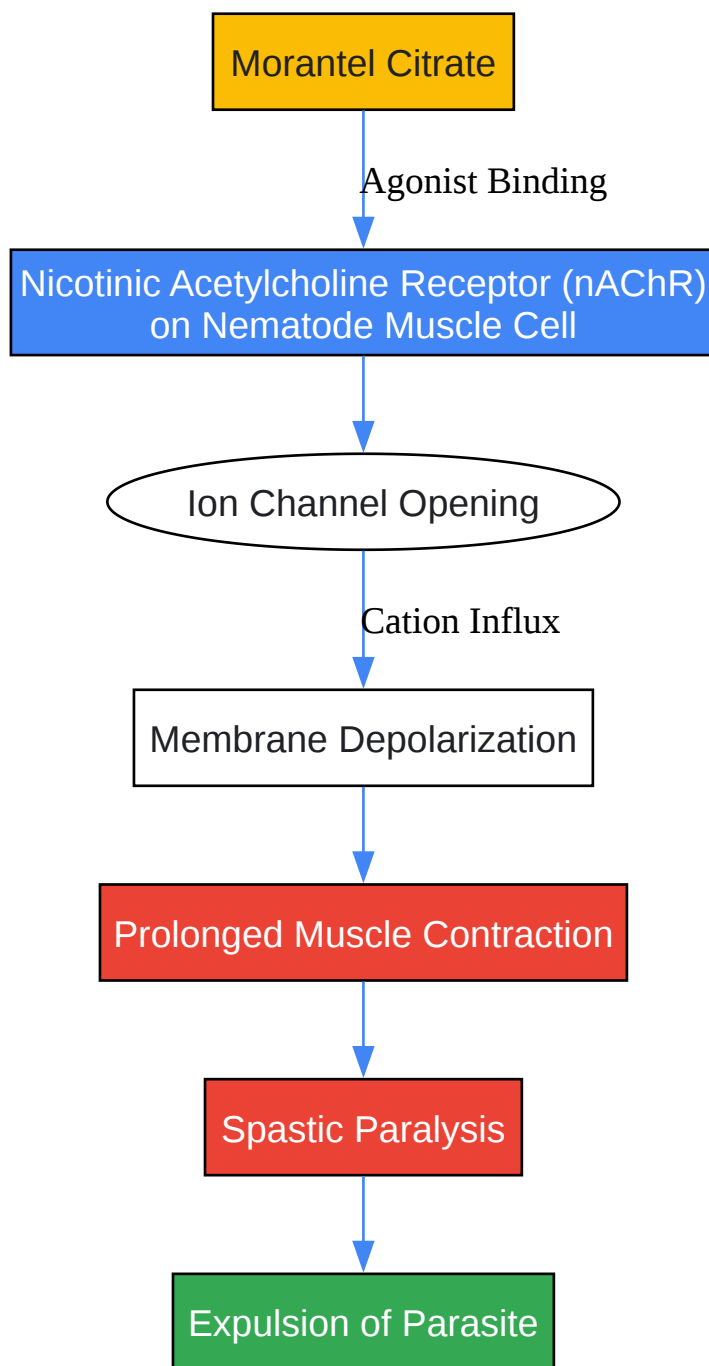 Morantel Citrate
Agonist Binding
Nicotinic Acetylcholine Receptor (nAChR)
on Nematode Muscle Cell
Ion Channel Opening
Cation Influx
Membrane Depolarization
Prolonged Muscle Contraction
Spastic Paralysis
Expulsion of Parasite